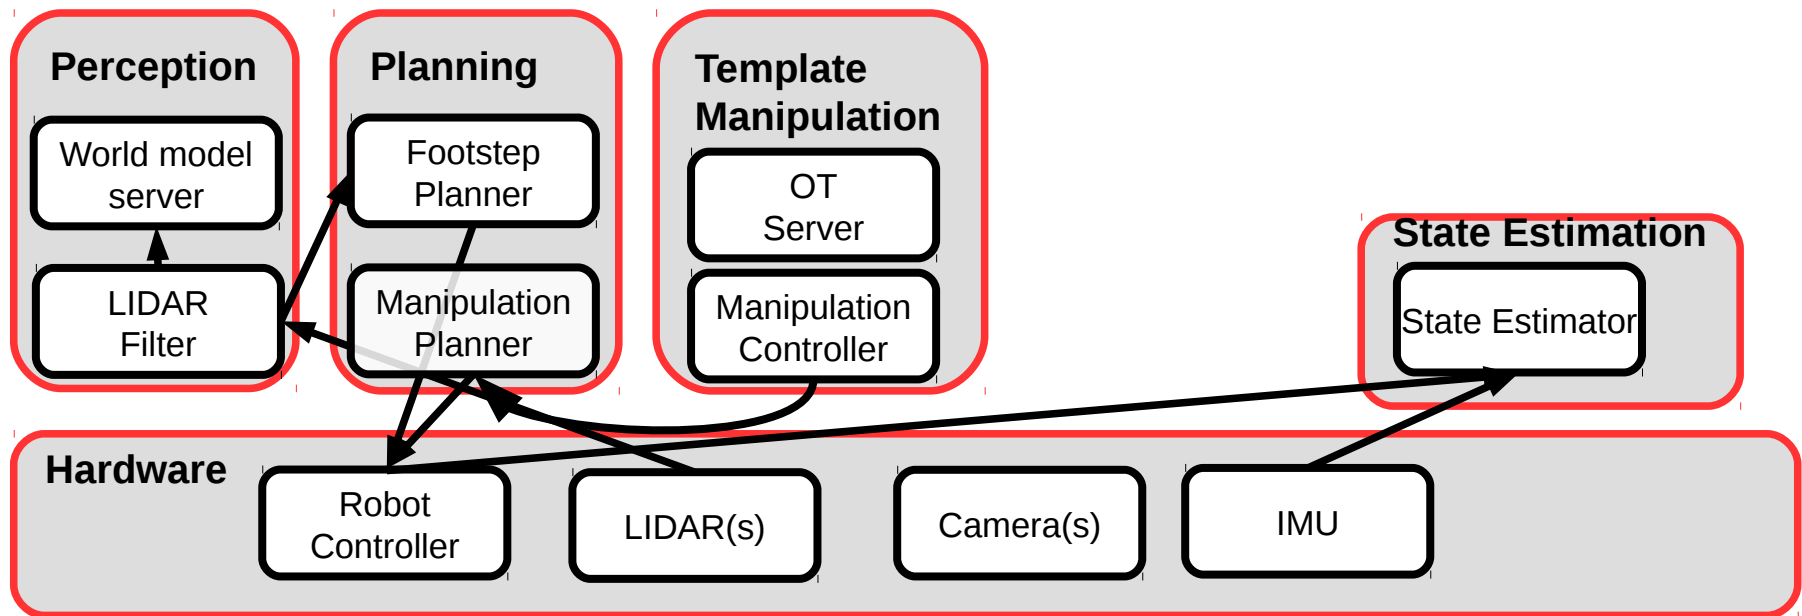 Perception
World model
server
LIDAR
Filter
Planning
Footstep
Planner
Manipulation
Planner
Template
Manipulation
OT
Server
Manipulation
Controller
State Estimation
State Estimator
Hardware
Robot
Controller
LIDAR(s)
Camera(s)
IMU